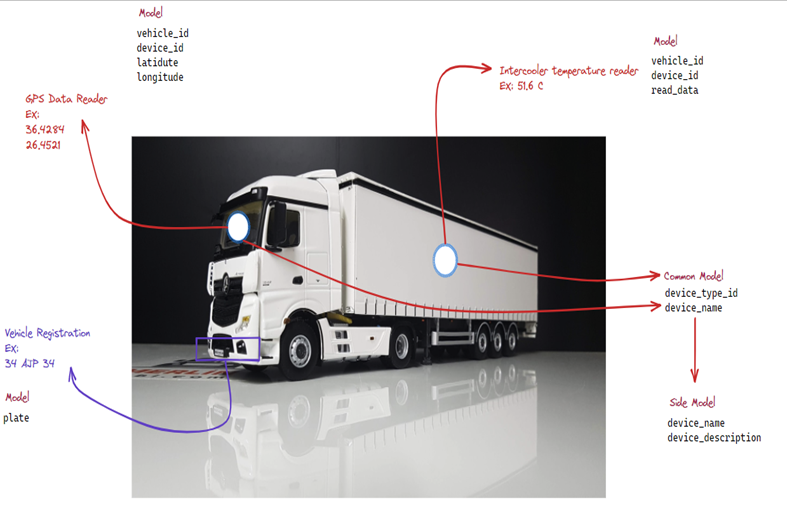 Model
vehicle_id
device_id
latidute
longitude
Model
vehicle_id
device_id
read_data
Intercooler temperature reader
Ex: 51.6 C
GPS Data Reader
Ex:
36.4284
26.4521
Common Model
device_type_id
device_name
Vehicle Registration
Ex:
34 AJP 34
Model
plate
Side Model
device_name
device_description